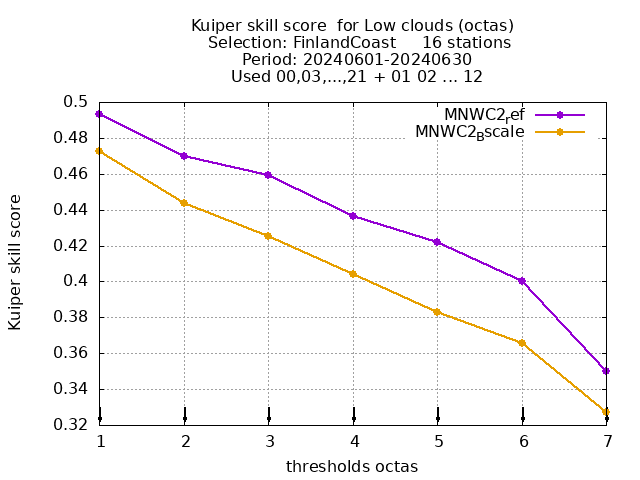 Kuiper skill score  for Low clouds (octas)
Selection: FinlandCoast     16 stations
Period: 20240601-20240630
Used 00,03,...,21 + 01 02 ... 12
MNWC2ref
MNWC2Bscale
Kuiper skill score
0.5
0.48
0.46
0.44
0.42
0.4
0.38
0.36
0.34
0.32
1 2 3 4 5 6 7
thresholds octas